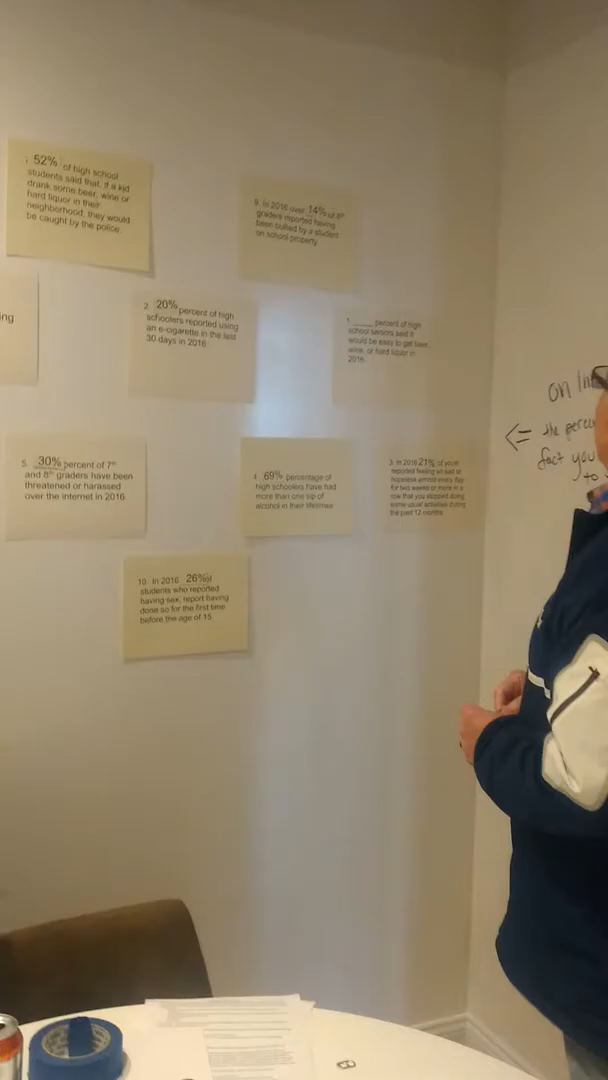 52% of high school
students said that, if a kid
drank some beer, wine or
hard liquor in their
neighborhood, they would
be caught by the police.
9. In 2016 over 14% of 8th
graders reported having
been bullied by a student
on school property
ing
2. 20% percent of high
schoolers reported using
an e-cigarette in the last
30 days in 2016
____ percent of high
school seniors said it
would be easy to get beer,
wine, or hard liquor in
2016
5. 30% percent of 7th
and 8th graders have been
threatened or harassed
over the internet in 2016.
4. 69% percentage of
high schoolers have had
more than one sip of
alcohol in their lifetimes
3. In 2016 21% of youth
reported feeling so sad or
hopeless almost every day
for two weeks or more in a
row that you stopped doing
some usual activities during
the past 12 months.
10. In 2016 26% of
students who reported
having sex, report having
done so for the first time
before the age of 15.
on
<= the
fact you
to